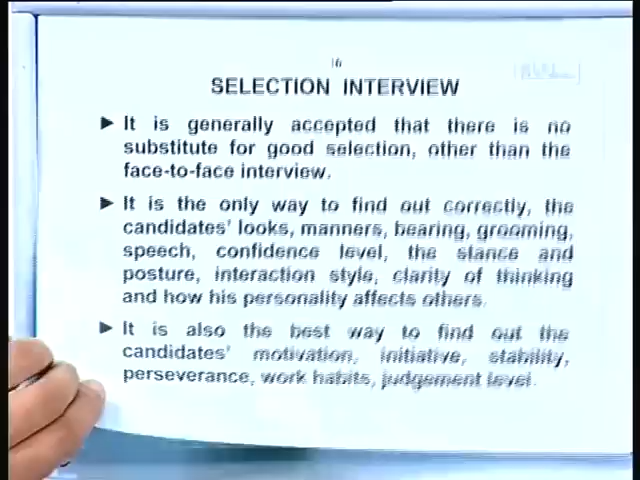 16
SELECTION INTERVIEW
► It is generally accepted that there is no
substitute for good selection, other than the
face-to-face interview.
► It is the only way to find out correctly, the
candidates' looks, manners, bearing, grooming,
speech, confidence level, the stance and
posture, interaction style, clarity of thinking
and how his personality affects others.
► It is also the best way to find out the
candidates' motivation, initiative, stability,
perseverance, work habits, judgement level.